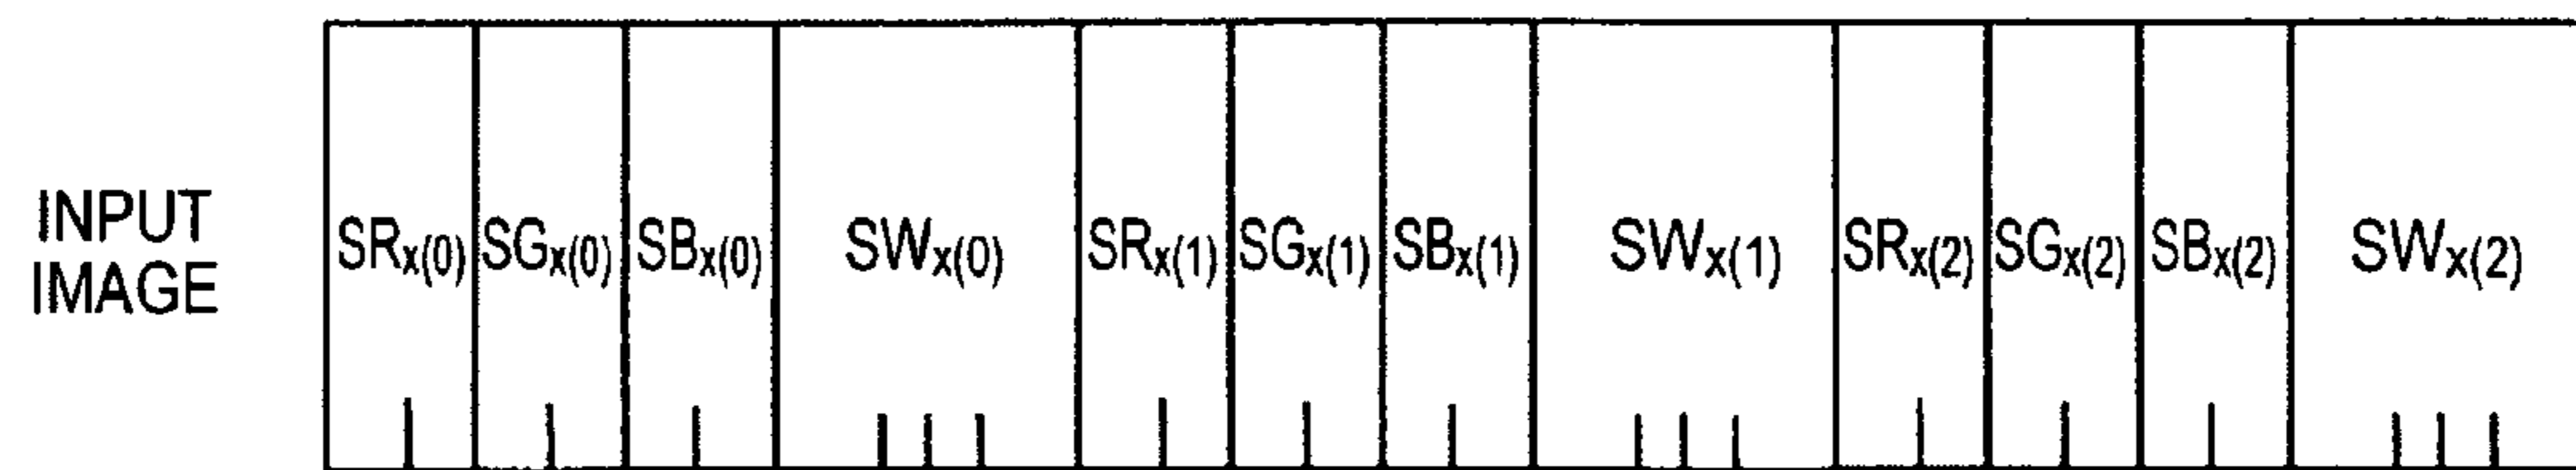 INPUT
IMAGE
SRx(0) SGx(0) SBx(0) SWx(0) SRx(1) SGx(1) SBx(1) SWx(1) SRx(2) SGx(2) SBx(2) SWx(2)